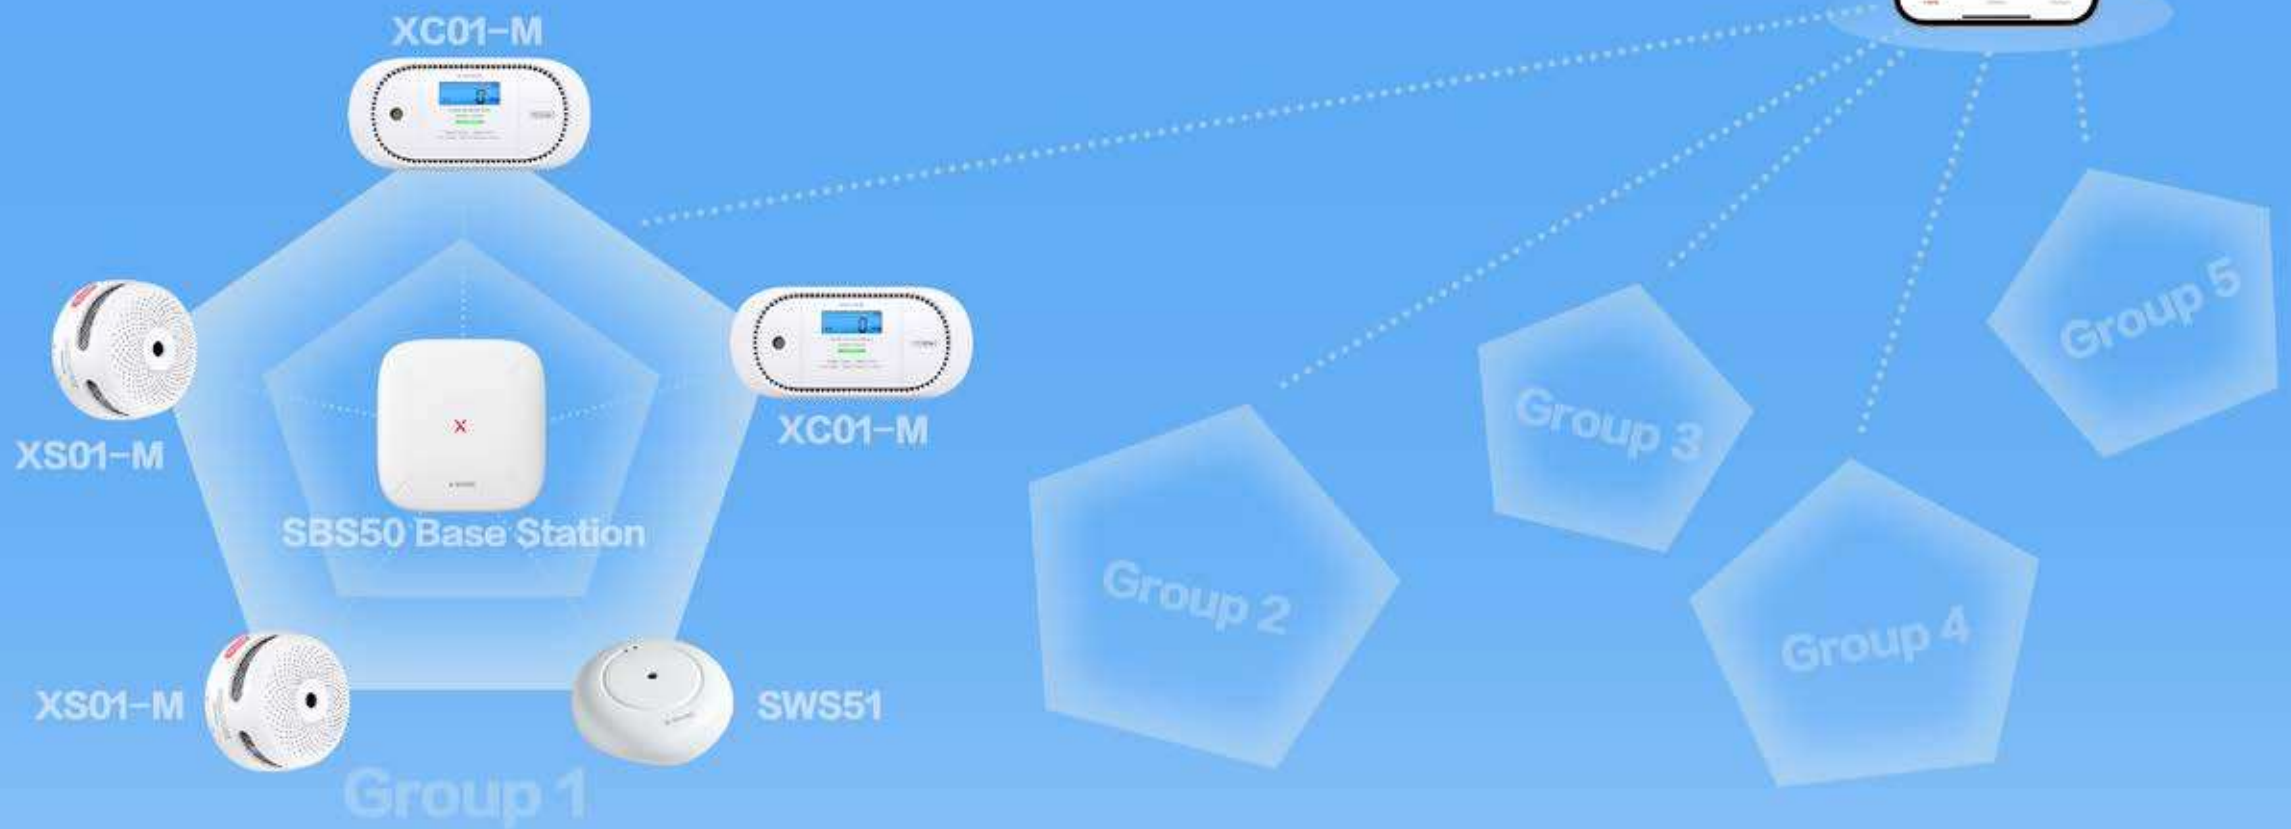 XC01-M
XS01-M
XC01-M
SBS50 Base Station
XS01-M
SWS51
Group 1
Group 2
Group 3
Group 4
Group 5